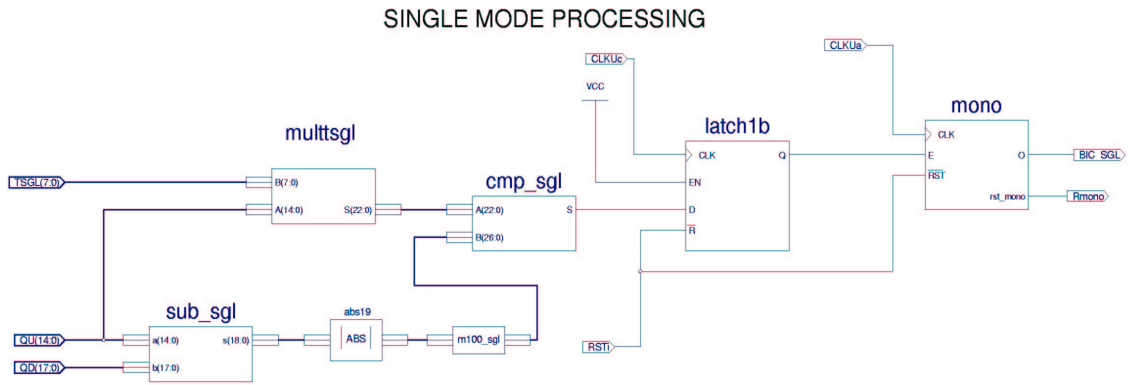 SINGLE MODE PROCESSING
CLKUa
CLKUc
VCC
mono
latch1b
multtsgl
CLK
CLK
E
O
BIC_SGL
Q
RST
TSGL(7:0)
B(7:0)
cmp_sgl
EN
rst_mono
Rmono
A(14:0)
S(22:0)
A(22:0)
S
D
B(26:0)
R
sub_sgl
abs19
QU(14:0)
a(14:0)
s(18:0)
|ABS|
m100_sgl
RSTi
QD(17:0)
b(17:0)